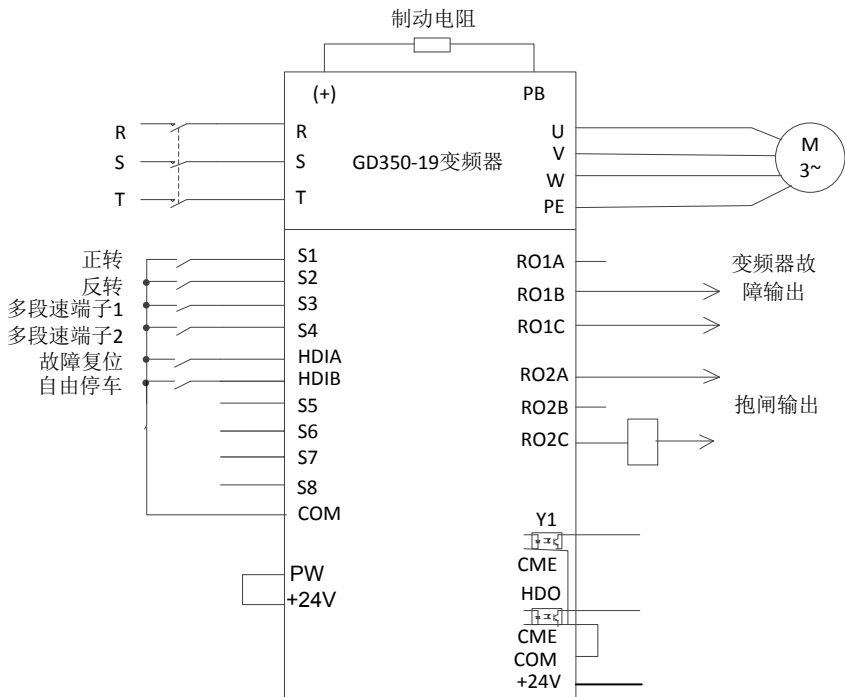 制动电阻
(+)
PB
R
R
U
S
S
GD350-19变频器
V
M
3~
T
T
W
PE
正转
S1
RO1A
变频器故
障输出
反转
S2
RO1B
多段速端子1
S3
RO1C
多段速端子2
S4
故障复位
HDIA
RO2A
自由停车
HDIB
抱闸输出
S5
RO2B
S6
RO2C
S7
S8
COM
Y1
CME
PW
HDO
+24V
CME
COM
+24V